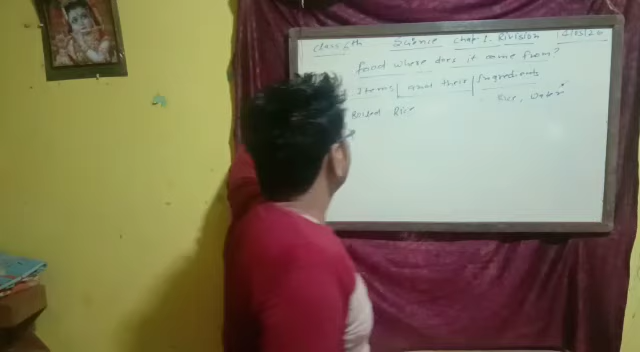 Class 6th Science Chap 1. Revision
food where does it come from?
Items and their Ingredients
Rice, Water
Boiled Rice